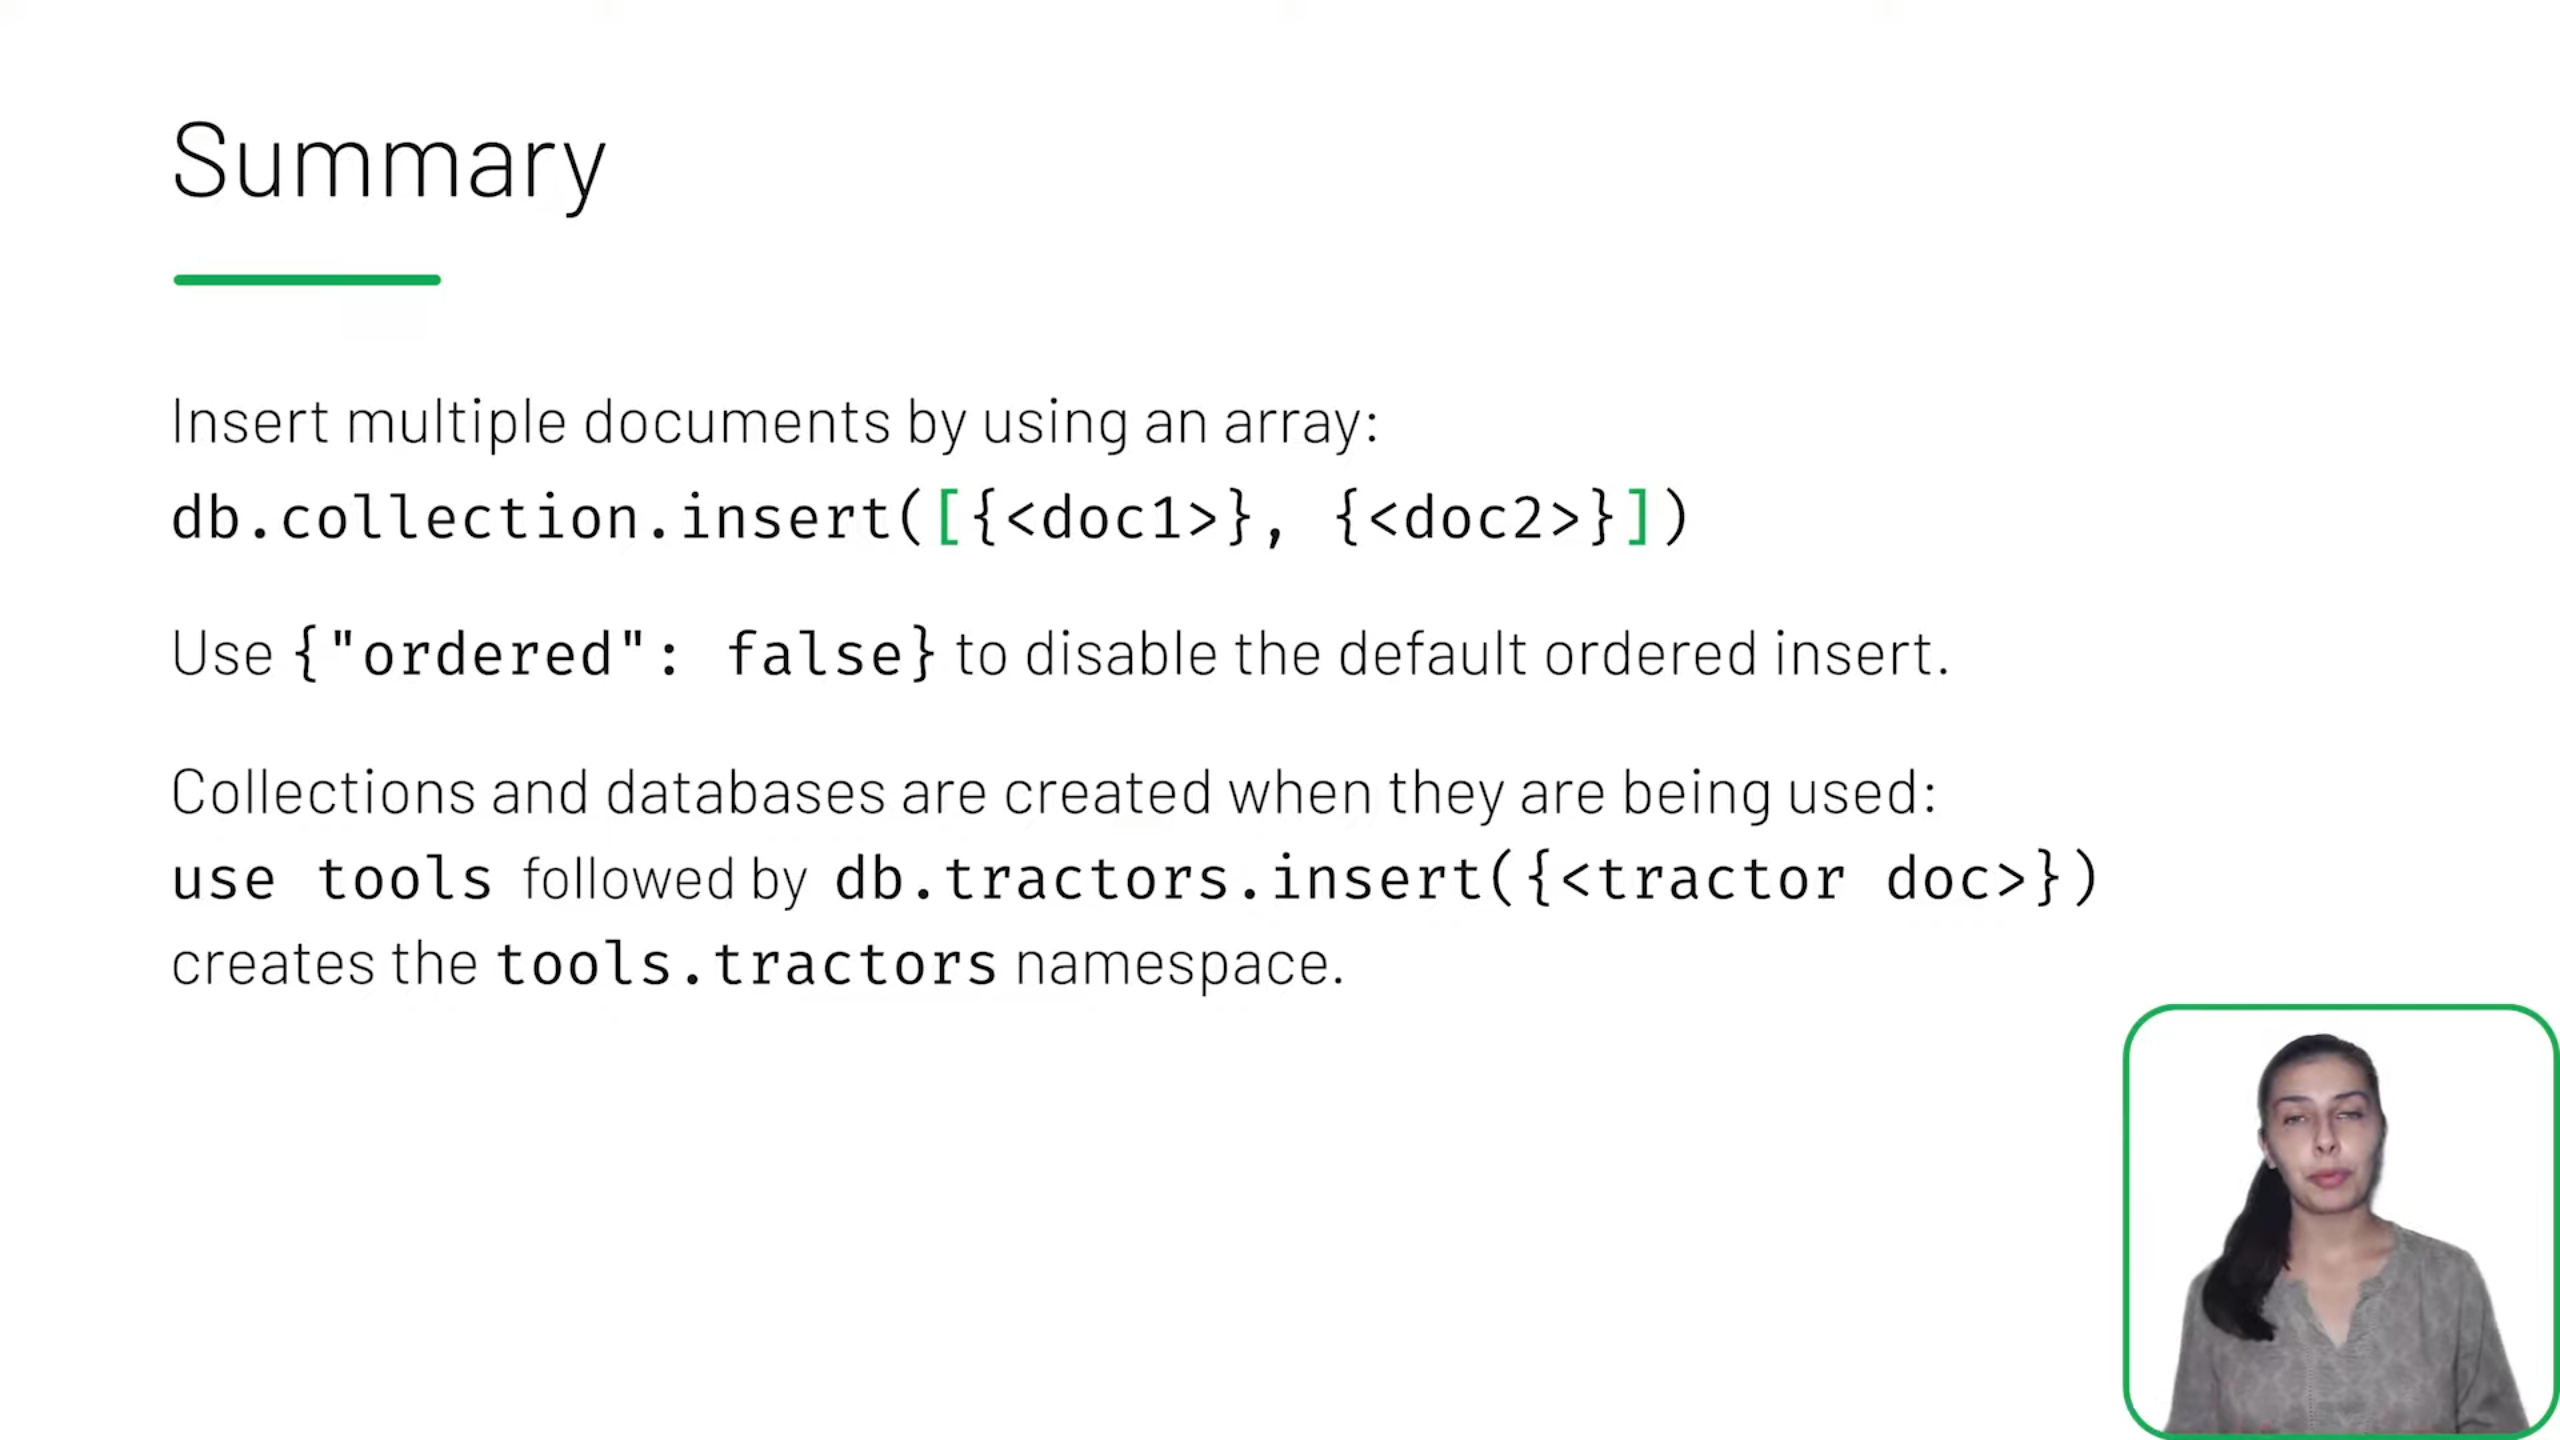 Summary
Insert multiple documents by using an array:
db.collection.insert([{<doc1>}, {<doc2>}])
Use {"ordered": false} to disable the default ordered insert.
Collections and databases are created when they are being used:
use tools followed by db.tractors.insert({<tractor doc>})
creates the tools.tractors namespace.